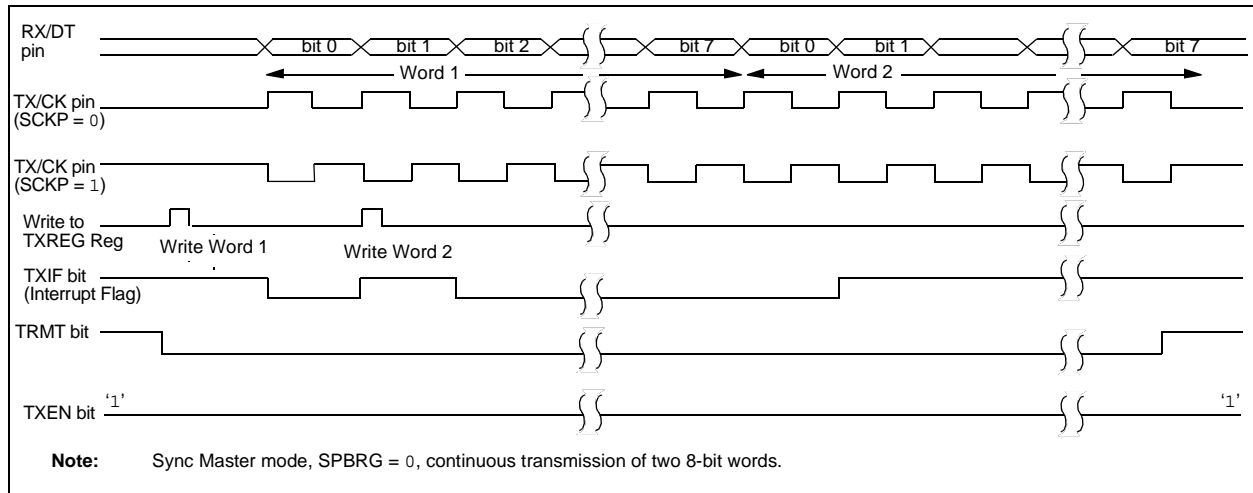 RX/DT
pin
bit 0 bit 1 bit 2 bit 7 bit 0 bit 1 bit 7
Word 1 Word 2
TX/CK pin
(SCKP = 0)
TX/CK pin
(SCKP = 1)
Write to
TXREG Reg
Write Word 1 Write Word 2
TXIF bit
(Interrupt Flag)
TRMT bit
TXEN bit ‘1’ ‘1’
Note: Sync Master mode, SPBRG = 0, continuous transmission of two 8-bit words.